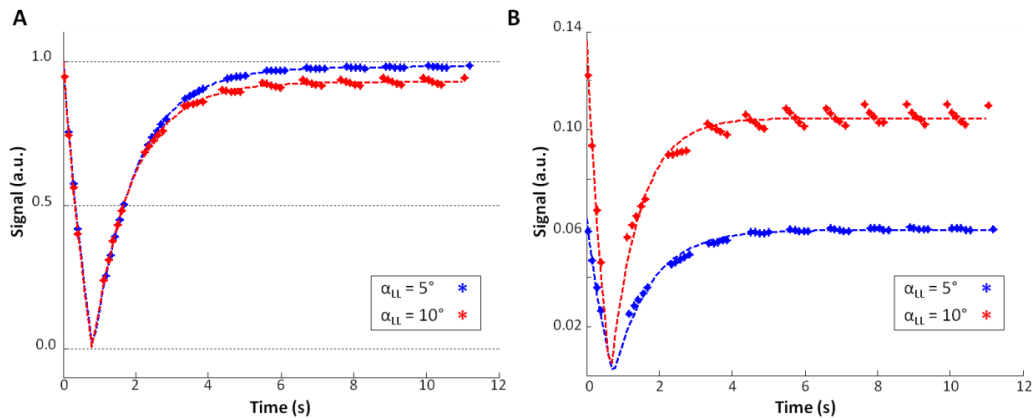 A
Signal (a.u.)
1.0
0.5
0.0
αLL = 5°
αLL = 10°
0 2 4 6 8 10 12
Time (s)
B
Signal (a.u.)
0.14
0.10
0.06
0.02
αLL = 5°
αLL = 10°
0 2 4 6 8 10 12
Time (s)